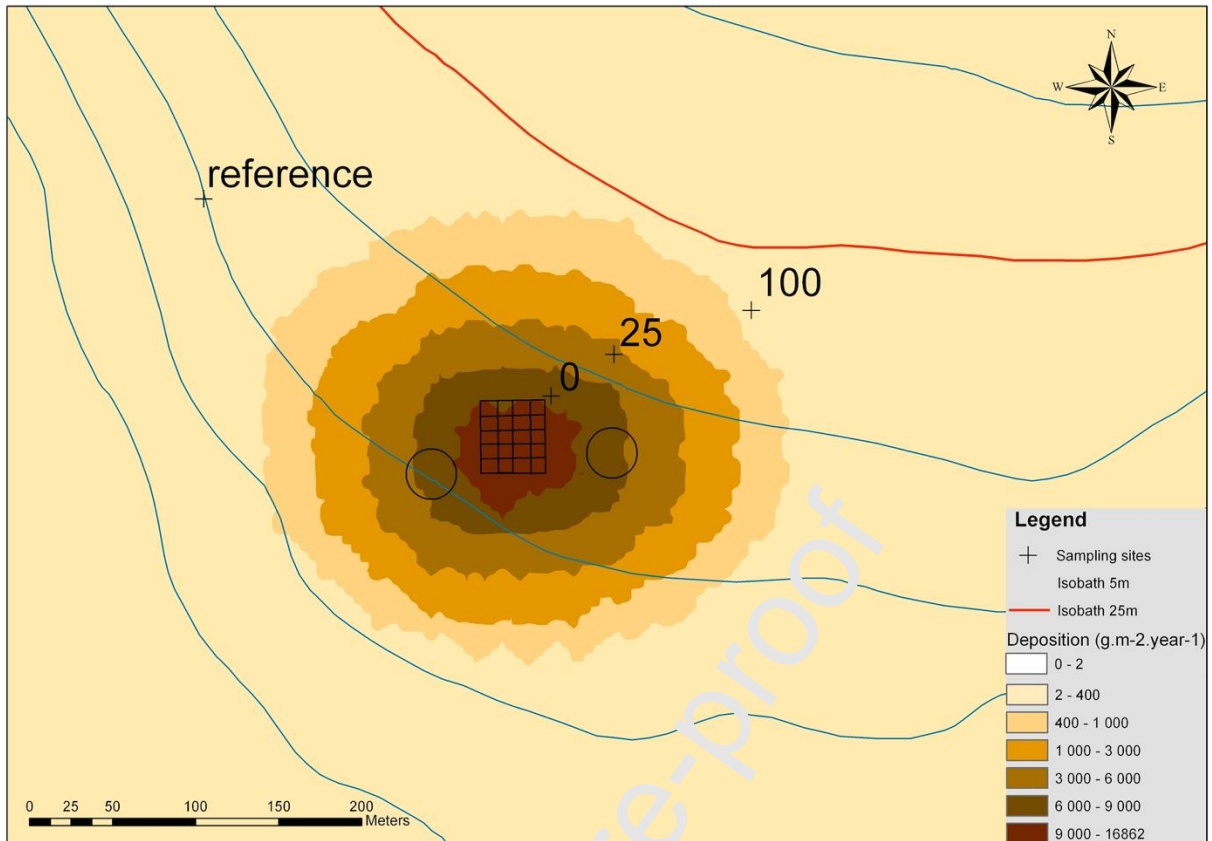 N
W E
S
reference
100
25
0
e-proof
Legend
Sampling sites
Isobath 5m
Isobath 25m
Deposition (g.m-2.year-1)
0 - 2
2 - 400
400 - 1 000
1 000 - 3 000
3 000 - 6 000
6 000 - 9 000
9 000 - 16862
0 25 50 100 150 200
Meters